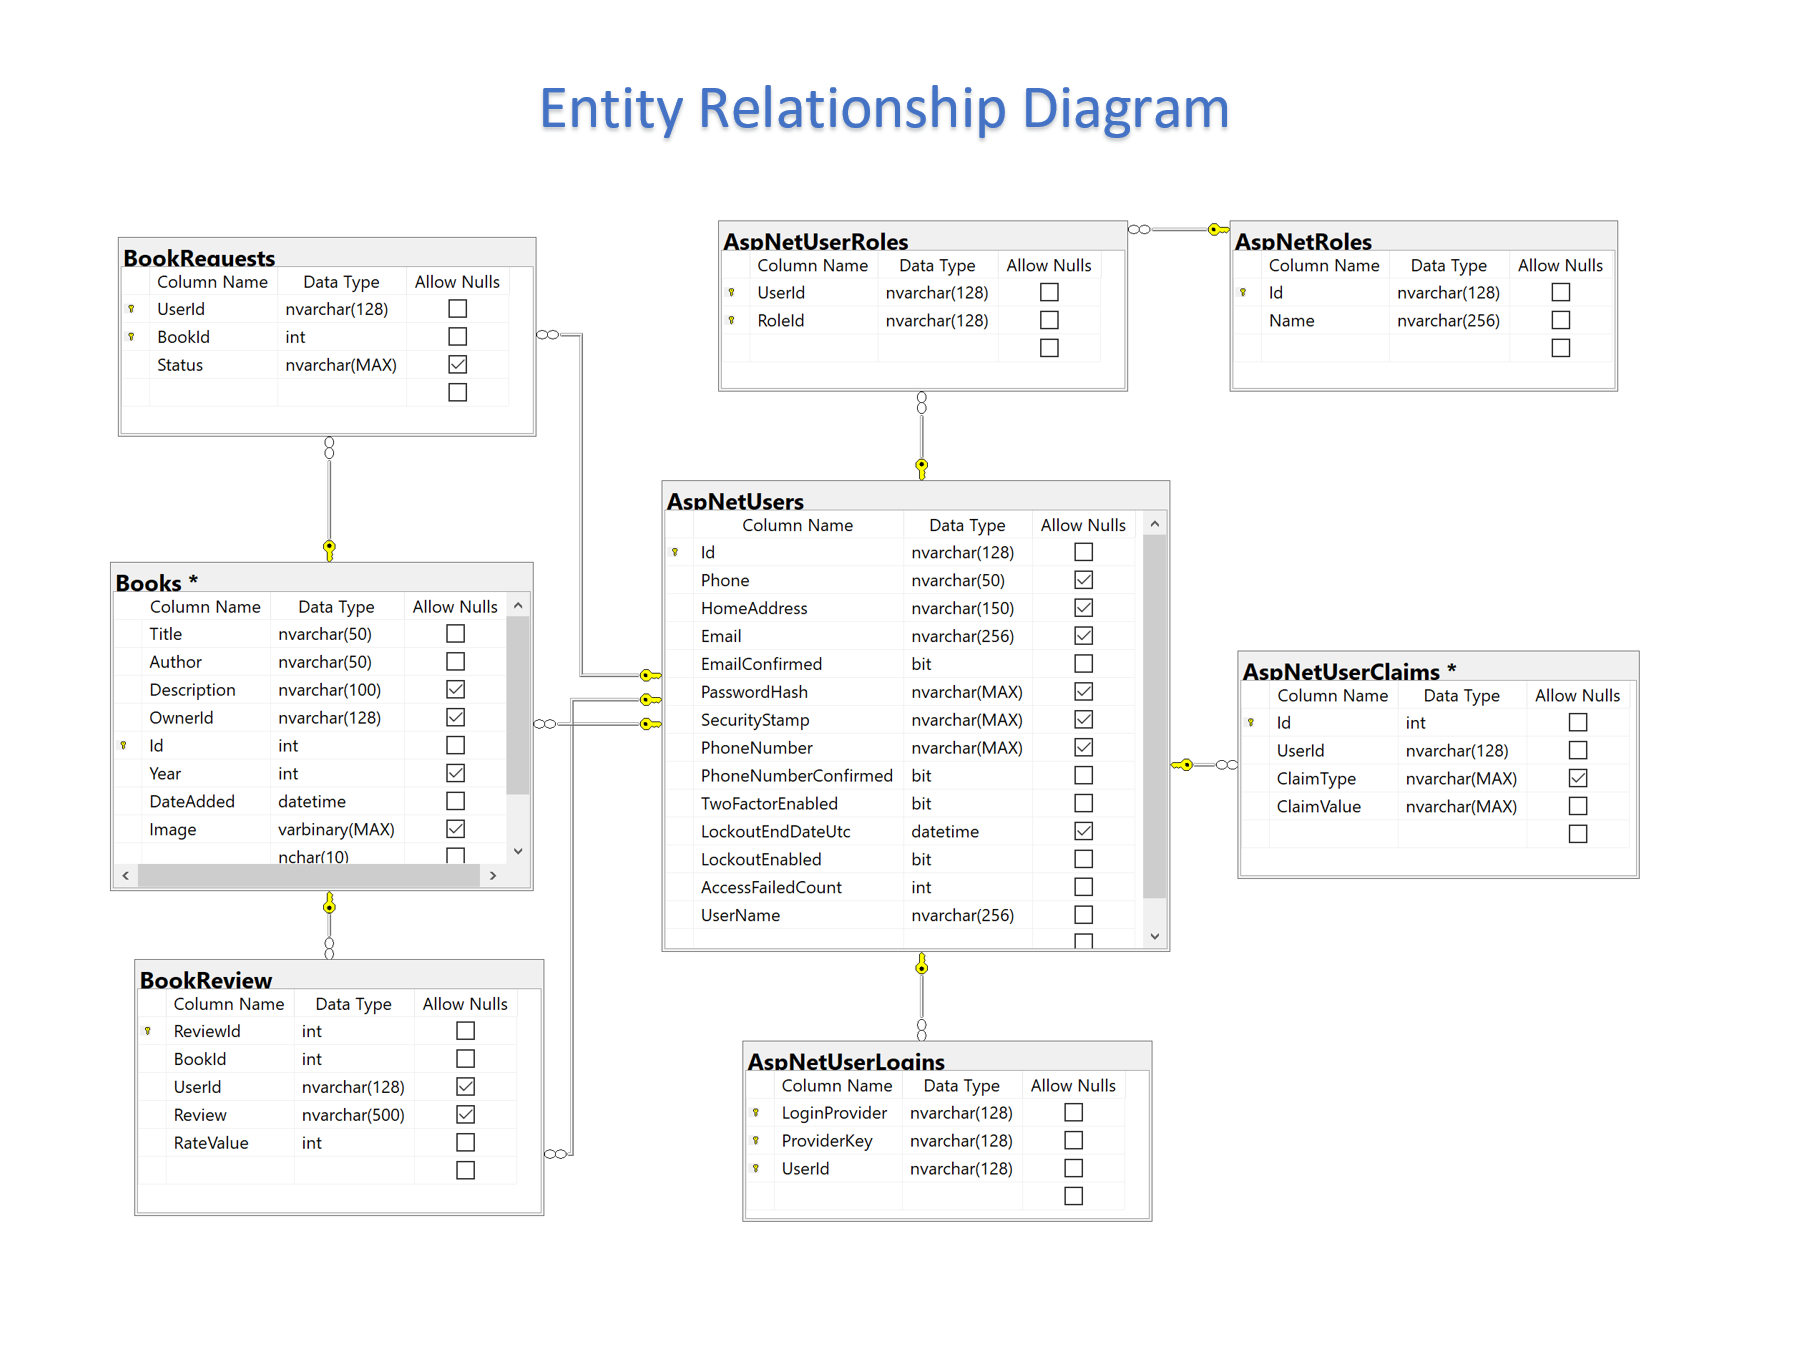 Entity Relationship Diagram
BookRequests
Column Name Data Type Allow Nulls
UserId nvarchar(128)
BookId int
Status nvarchar(MAX)
AspNetUserRoles
Column Name Data Type Allow Nulls
UserId nvarchar(128)
RoleId nvarchar(128)
AspNetRoles
Column Name Data Type Allow Nulls
Id nvarchar(128)
Name nvarchar(256)
Books *
Column Name Data Type Allow Nulls
Title nvarchar(50)
Author nvarchar(50)
Description nvarchar(100)
OwnerId nvarchar(128)
Id int
Year int
DateAdded datetime
Image varbinary(MAX)
nchar(10)
AspNetUsers
Column Name Data Type Allow Nulls
Id nvarchar(128)
Phone nvarchar(50)
HomeAddress nvarchar(150)
Email nvarchar(256)
EmailConfirmed bit
PasswordHash nvarchar(MAX)
SecurityStamp nvarchar(MAX)
PhoneNumber nvarchar(MAX)
PhoneNumberConfirmed bit
TwoFactorEnabled bit
LockoutEndDateUtc datetime
LockoutEnabled bit
AccessFailedCount int
UserName nvarchar(256)
AspNetUserClaims *
Column Name Data Type Allow Nulls
Id int
UserId nvarchar(128)
ClaimType nvarchar(MAX)
ClaimValue nvarchar(MAX)
BookReview
Column Name Data Type Allow Nulls
ReviewId int
BookId int
UserId nvarchar(128)
Review nvarchar(500)
RateValue int
AspNetUserLogins
Column Name Data Type Allow Nulls
LoginProvider nvarchar(128)
ProviderKey nvarchar(128)
UserId nvarchar(128)